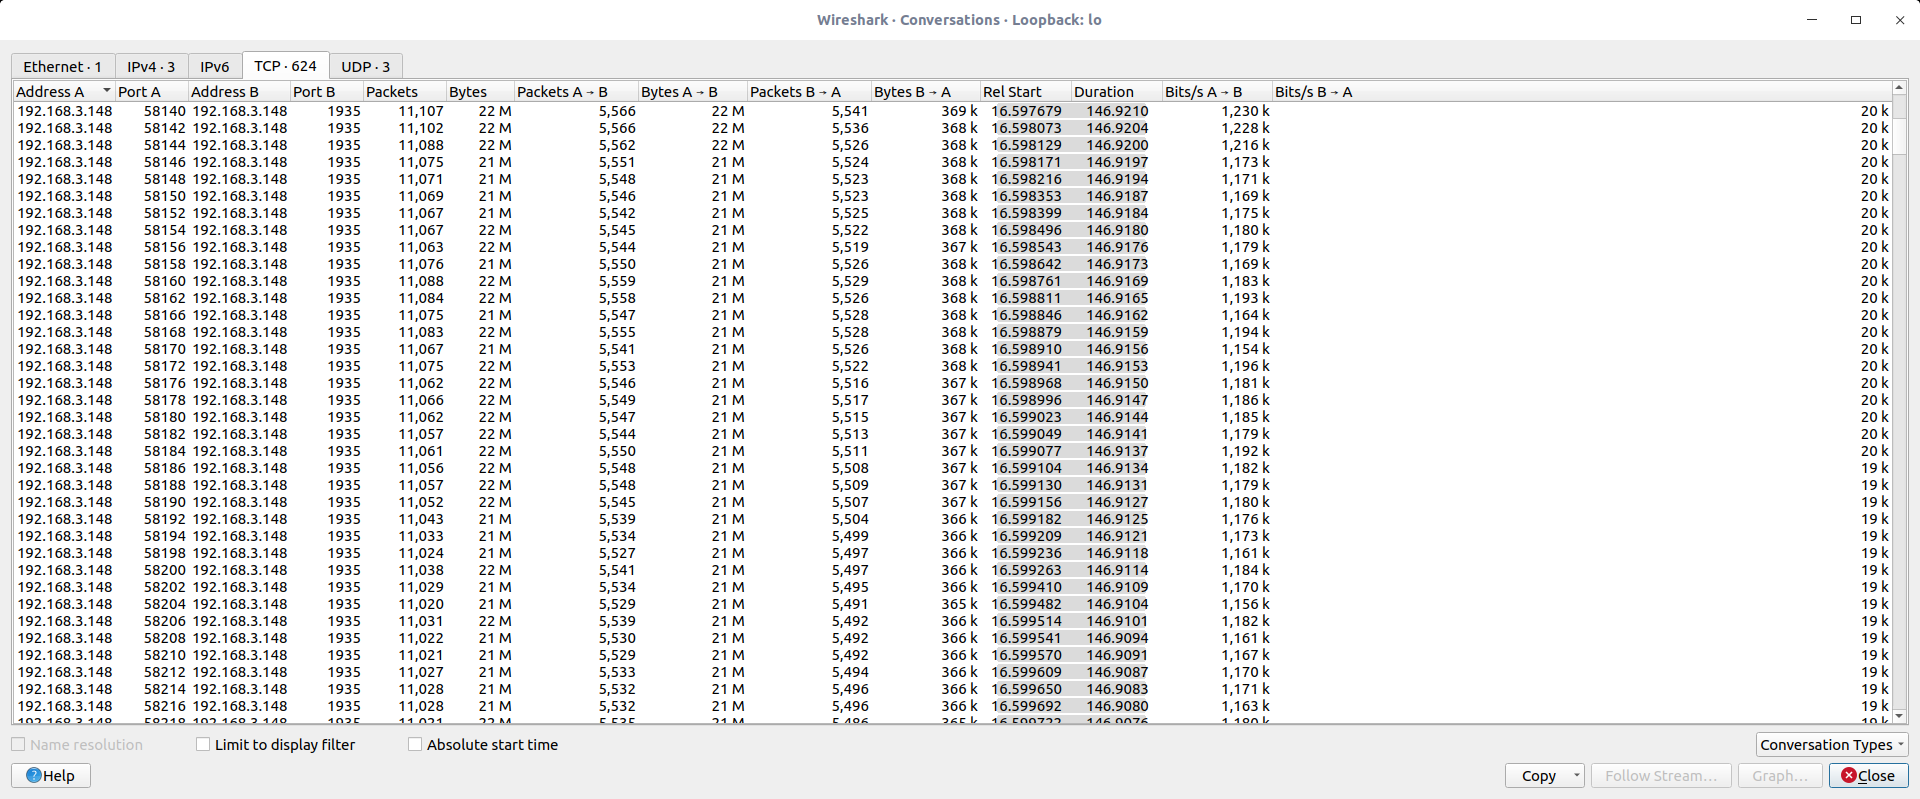 Wireshark · Conversations · Loopback: lo
Ethernet · 1 IPv4 · 3 IPv6 TCP · 624 UDP · 3
Address A Port A Address B Port B Packets Bytes Packets A → B Bytes A → B Packets B → A Bytes B → A Rel Start Duration Bits/s A → B Bits/s B → A
192.168.3.148 58140 192.168.3.148 1935 11,107 22 M 5,566 22 M 5,541 369 k 16.597679 146.9210 1,230 k 20 k
192.168.3.148 58142 192.168.3.148 1935 11,102 22 M 5,566 22 M 5,536 368 k 16.598073 146.9204 1,228 k 20 k
192.168.3.148 58144 192.168.3.148 1935 11,088 22 M 5,562 22 M 5,526 368 k 16.598129 146.9200 1,216 k 20 k
192.168.3.148 58146 192.168.3.148 1935 11,075 21 M 5,551 21 M 5,524 368 k 16.598171 146.9197 1,173 k 20 k
192.168.3.148 58148 192.168.3.148 1935 11,071 21 M 5,548 21 M 5,523 368 k 16.598216 146.9194 1,171 k 20 k
192.168.3.148 58150 192.168.3.148 1935 11,069 21 M 5,546 21 M 5,523 368 k 16.598353 146.9187 1,169 k 20 k
192.168.3.148 58152 192.168.3.148 1935 11,067 21 M 5,542 21 M 5,525 368 k 16.598399 146.9184 1,175 k 20 k
192.168.3.148 58154 192.168.3.148 1935 11,067 22 M 5,545 21 M 5,522 368 k 16.598496 146.9180 1,180 k 20 k
192.168.3.148 58156 192.168.3.148 1935 11,063 22 M 5,544 21 M 5,519 367 k 16.598543 146.9176 1,179 k 20 k
192.168.3.148 58158 192.168.3.148 1935 11,076 21 M 5,550 21 M 5,526 368 k 16.598642 146.9173 1,169 k 20 k
192.168.3.148 58160 192.168.3.148 1935 11,088 22 M 5,559 21 M 5,529 368 k 16.598761 146.9169 1,183 k 20 k
192.168.3.148 58162 192.168.3.148 1935 11,084 22 M 5,558 21 M 5,526 368 k 16.598811 146.9165 1,193 k 20 k
192.168.3.148 58166 192.168.3.148 1935 11,075 21 M 5,547 21 M 5,528 368 k 16.598846 146.9162 1,164 k 20 k
192.168.3.148 58168 192.168.3.148 1935 11,083 22 M 5,555 21 M 5,528 368 k 16.598879 146.9159 1,194 k 20 k
192.168.3.148 58170 192.168.3.148 1935 11,067 21 M 5,541 21 M 5,526 368 k 16.598910 146.9156 1,154 k 20 k
192.168.3.148 58172 192.168.3.148 1935 11,075 22 M 5,553 21 M 5,522 368 k 16.598941 146.9153 1,196 k 20 k
192.168.3.148 58176 192.168.3.148 1935 11,062 22 M 5,546 21 M 5,516 367 k 16.598968 146.9150 1,181 k 20 k
192.168.3.148 58178 192.168.3.148 1935 11,066 22 M 5,549 21 M 5,517 367 k 16.598996 146.9147 1,186 k 20 k
192.168.3.148 58180 192.168.3.148 1935 11,062 22 M 5,547 21 M 5,515 367 k 16.599023 146.9144 1,185 k 20 k
192.168.3.148 58182 192.168.3.148 1935 11,057 22 M 5,544 21 M 5,513 367 k 16.599049 146.9141 1,179 k 20 k
192.168.3.148 58184 192.168.3.148 1935 11,061 22 M 5,550 21 M 5,511 367 k 16.599077 146.9137 1,192 k 20 k
192.168.3.148 58186 192.168.3.148 1935 11,056 22 M 5,548 21 M 5,508 367 k 16.599104 146.9134 1,182 k 19 k
192.168.3.148 58188 192.168.3.148 1935 11,057 22 M 5,548 21 M 5,509 367 k 16.599130 146.9131 1,179 k 19 k
192.168.3.148 58190 192.168.3.148 1935 11,052 22 M 5,545 21 M 5,507 367 k 16.599156 146.9127 1,180 k 19 k
192.168.3.148 58192 192.168.3.148 1935 11,043 21 M 5,539 21 M 5,504 366 k 16.599182 146.9125 1,176 k 19 k
192.168.3.148 58194 192.168.3.148 1935 11,033 21 M 5,534 21 M 5,499 366 k 16.599209 146.9121 1,173 k 19 k
192.168.3.148 58198 192.168.3.148 1935 11,024 21 M 5,527 21 M 5,497 366 k 16.599236 146.9118 1,161 k 19 k
192.168.3.148 58200 192.168.3.148 1935 11,038 22 M 5,541 21 M 5,497 366 k 16.599263 146.9114 1,184 k 19 k
192.168.3.148 58202 192.168.3.148 1935 11,029 21 M 5,534 21 M 5,495 366 k 16.599410 146.9109 1,170 k 19 k
192.168.3.148 58204 192.168.3.148 1935 11,020 21 M 5,529 21 M 5,491 365 k 16.599482 146.9104 1,156 k 19 k
192.168.3.148 58206 192.168.3.148 1935 11,031 22 M 5,539 21 M 5,492 366 k 16.599514 146.9101 1,182 k 19 k
192.168.3.148 58208 192.168.3.148 1935 11,022 21 M 5,530 21 M 5,492 366 k 16.599541 146.9094 1,161 k 19 k
192.168.3.148 58210 192.168.3.148 1935 11,021 21 M 5,529 21 M 5,492 366 k 16.599570 146.9091 1,167 k 19 k
192.168.3.148 58212 192.168.3.148 1935 11,027 21 M 5,533 21 M 5,494 366 k 16.599609 146.9087 1,170 k 19 k
192.168.3.148 58214 192.168.3.148 1935 11,028 21 M 5,532 21 M 5,496 366 k 16.599650 146.9083 1,171 k 19 k
192.168.3.148 58216 192.168.3.148 1935 11,028 21 M 5,532 21 M 5,496 366 k 16.599692 146.9080 1,163 k 19 k
192.168.3.148 58218 192.168.3.148 1935 11,021 22 M 5,535 21 M 5,486 365 k 16.599722 146.9076 1,180 k 19 k
Name resolution Limit to display filter Absolute start time Conversation Types
Help Copy Follow Stream... Graph... Close